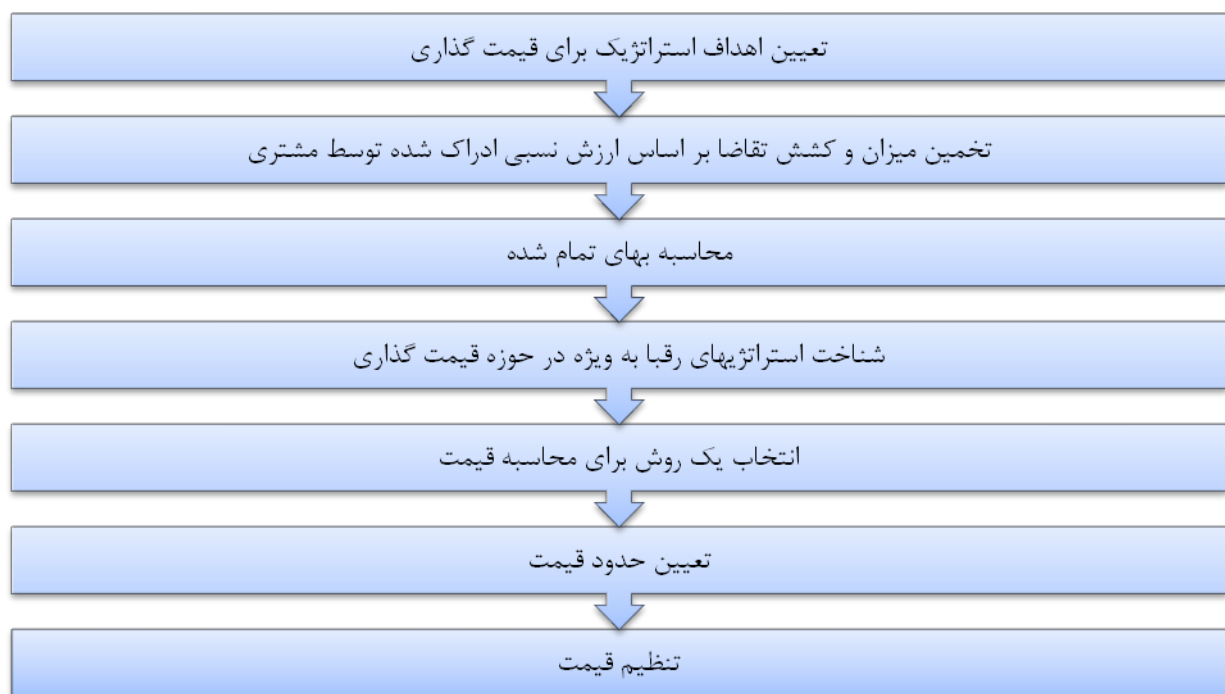 تعیین اهداف استراتژیک برای قیمت گذاری
تخمین میزان و کشش تقاضا بر اساس ارزش نسبی ادراک شده توسط مشتری
محاسبه بهای تمام شده
شناخت استراتژیهای رقبا به ویژه در حوزه قیمت گذاری
انتخاب یک روش برای محاسبه قیمت
تعیین حدود قیمت
تنظیم قیمت